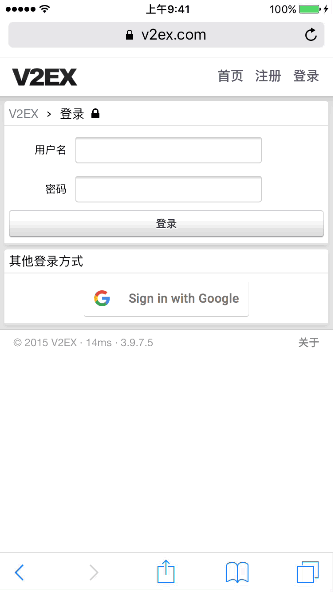 上午9:41 100%
v2ex.com
V2EX 首页 注册 登录
V2EX › 登录
用户名
密码
登录
其他登录方式
Sign in with Google
© 2015 V2EX · 14ms · 3.9.7.5 关于